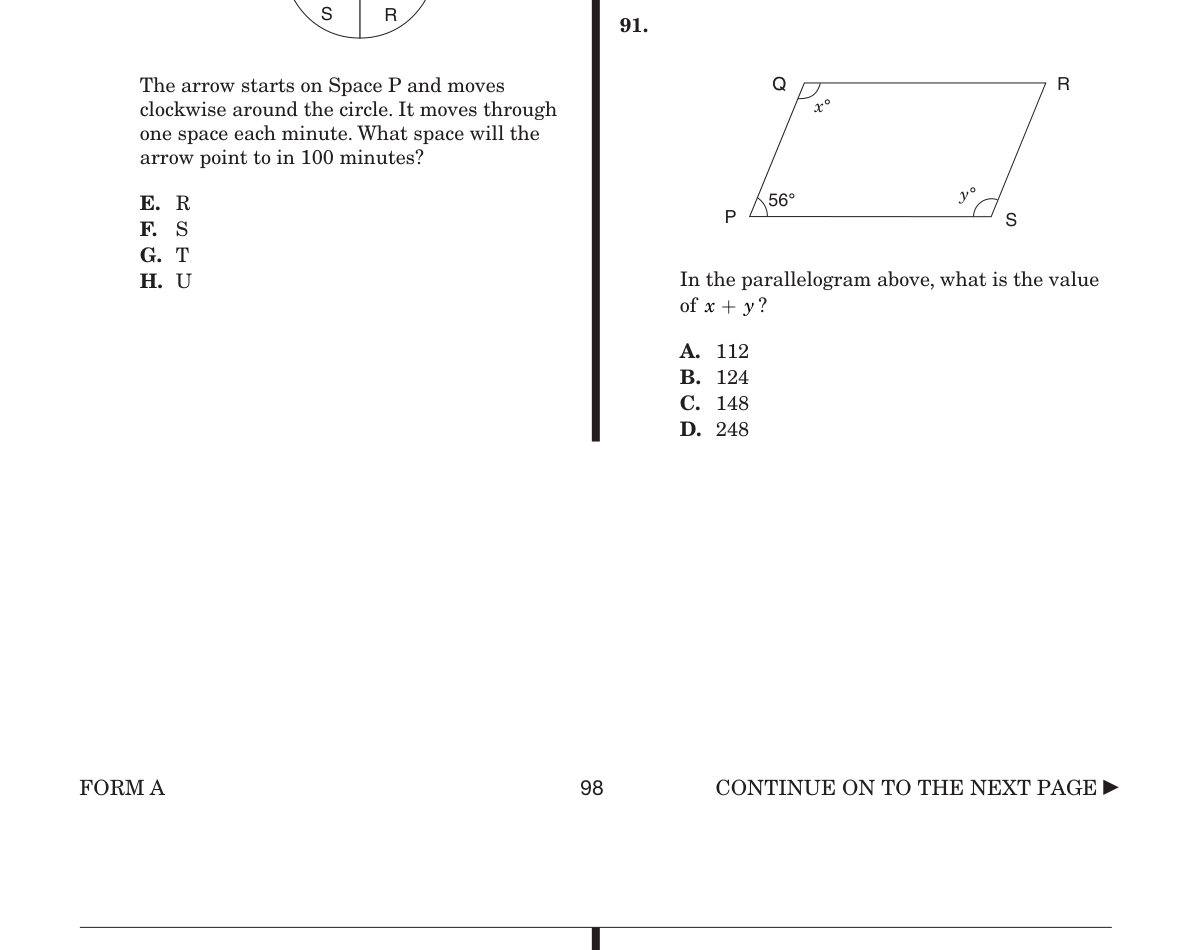 S R
The arrow starts on Space P and moves
clockwise around the circle. It moves through
one space each minute. What space will the
arrow point to in 100 minutes?
E. R
F. S
G. T
H. U
91.
Q R
x°
56° y°
P S
In the parallelogram above, what is the value
of x + y?
A. 112
B. 124
C. 148
D. 248
FORM A 98 CONTINUE ON TO THE NEXT PAGE ►